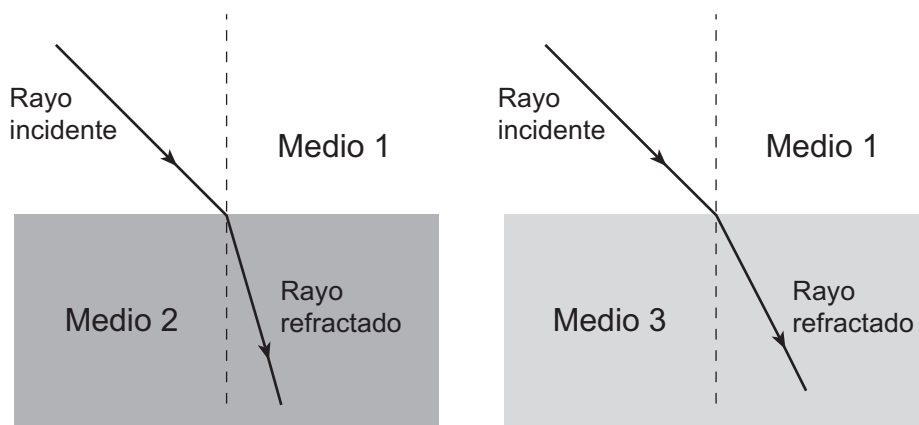 Rayo
incidente
Medio 1
Medio 2
Rayo
refractado
Rayo
incidente
Medio 1
Medio 3
Rayo
refractado